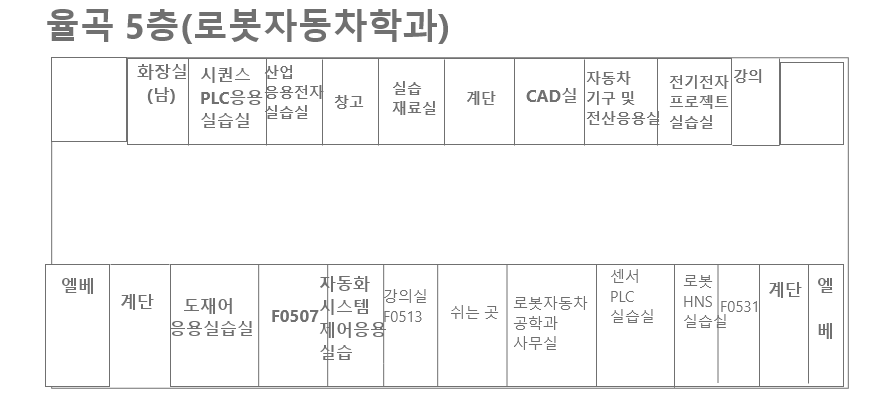 율곡 5층(로봇자동차학과)
화장실
(남)
시퀀스
PLC응용
실습실
산업
응용전자
실습실
창고
실습
재료실
계단
CAD실
자동차
기구 및
전산응용실
전기전자
프로젝트
실습실
강의
엘베
계단
도재어
응용실습실
F0507
자동화
시스템
제어응용
실습
강의실
F0513
쉬는 곳
로봇자동차
공학과
사무실
센서
PLC
실습실
로봇
HNS
실습실
F0531
계단
엘
베